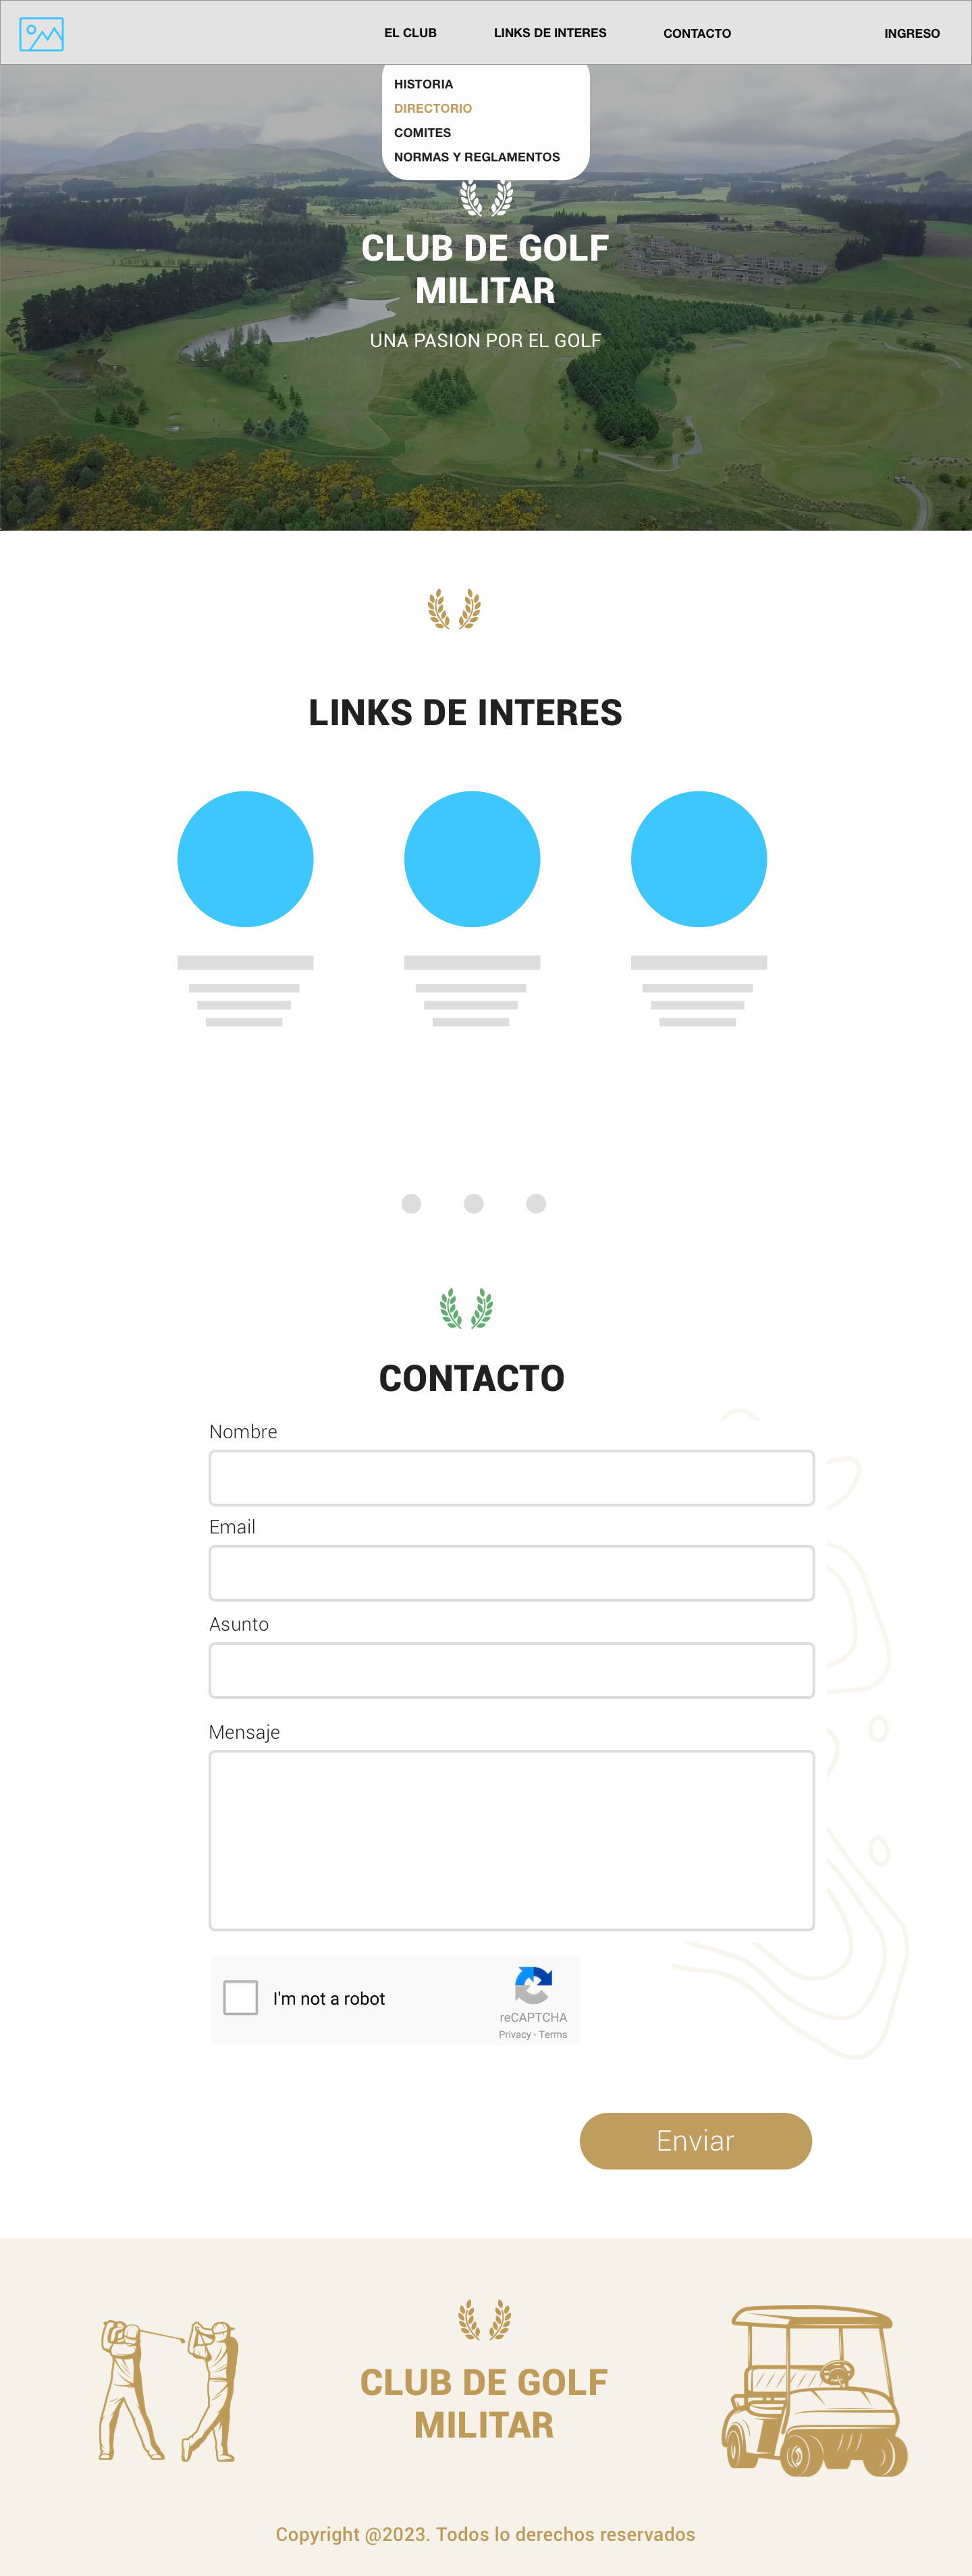 EL CLUB
LINKS DE INTERES
CONTACTO
INGRESO
HISTORIA
DIRECTORIO
COMITES
NORMAS Y REGLAMENTOS
CLUB DE GOLF
MILITAR
UNA PASION POR EL GOLF
LINKS DE INTERES
CONTACTO
Nombre
Email
Asunto
Mensaje
I'm not a robot
reCAPTCHA
Privacy - Terms
Enviar
CLUB DE GOLF
MILITAR
Copyright @2023. Todos lo derechos reservados